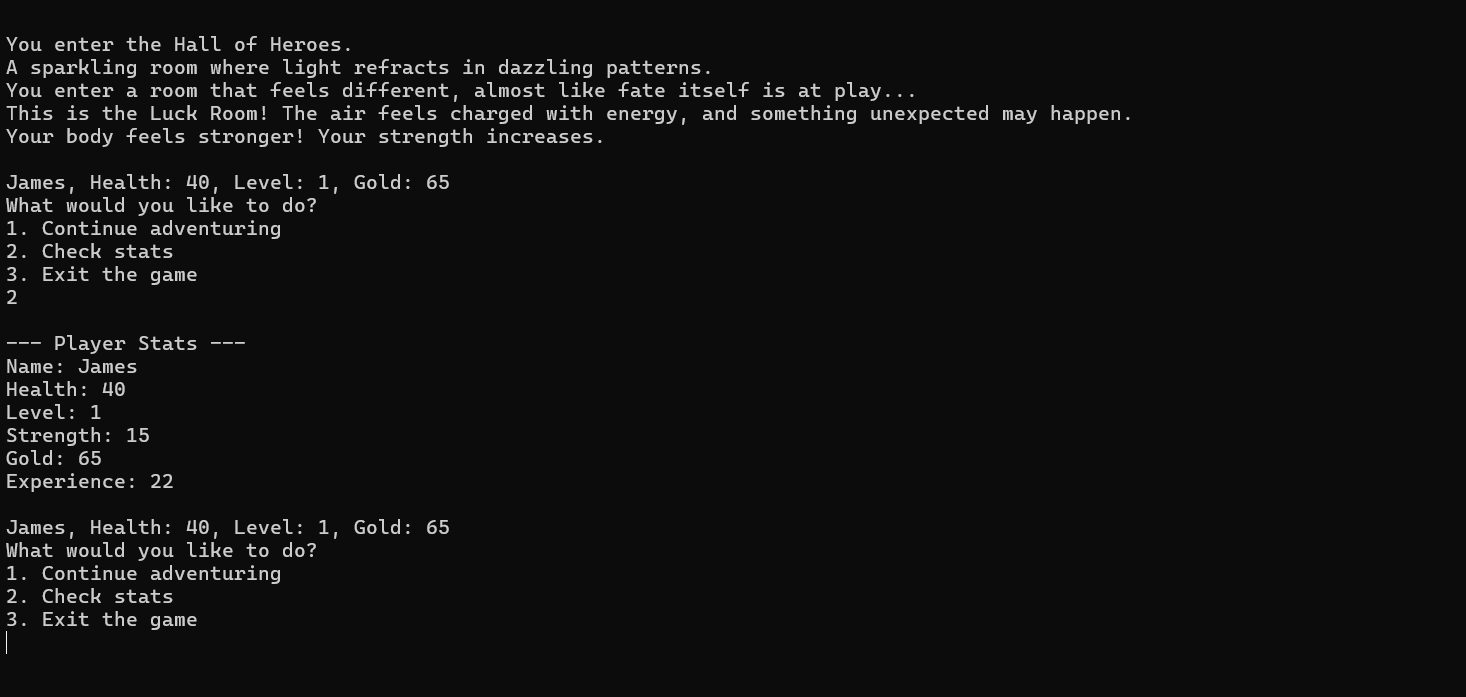 You enter the Hall of Heroes.
A sparkling room where light refracts in dazzling patterns.
You enter a room that feels different, almost like fate itself is at play...
This is the Luck Room! The air feels charged with energy, and something unexpected may happen.
Your body feels stronger! Your strength increases.

James, Health: 40, Level: 1, Gold: 65
What would you like to do?
1. Continue adventuring
2. Check stats
3. Exit the game
2

--- Player Stats ---
Name: James
Health: 40
Level: 1
Strength: 15
Gold: 65
Experience: 22

James, Health: 40, Level: 1, Gold: 65
What would you like to do?
1. Continue adventuring
2. Check stats
3. Exit the game